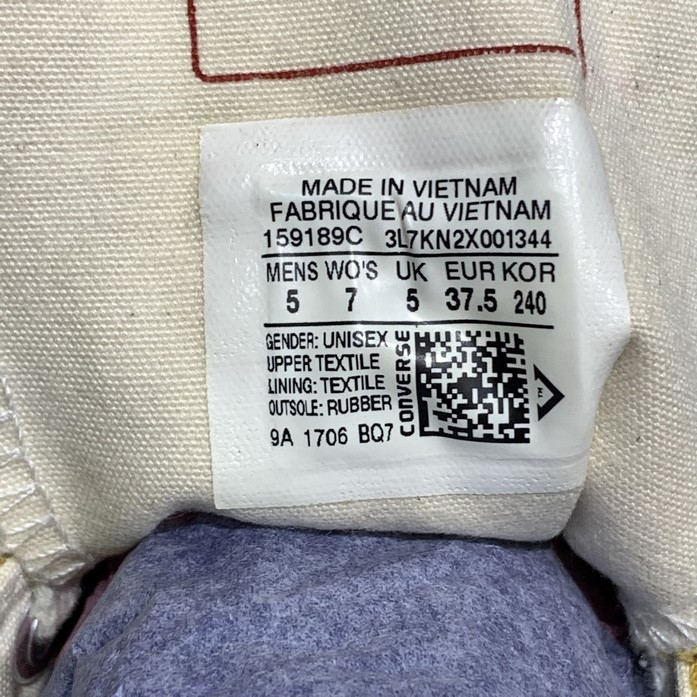 MADE IN VIETNAM
FABRIQUE AU VIETNAM
159189C 3L7KN2X001344
MENS WO'S UK EUR KOR
5 7 5 37.5 240
GENDER: UNISEX
UPPER TEXTILE
LINING: TEXTILE
OUTSOLE: RUBBER
9A 1706 BQ7
CONVERSE
TM